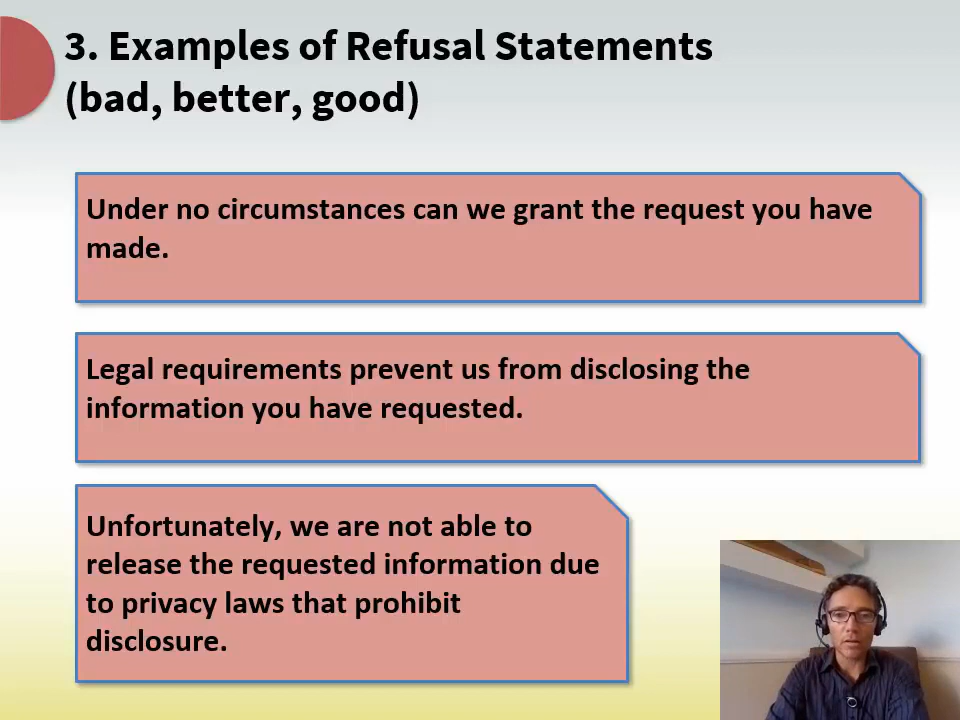 3. Examples of Refusal Statements
(bad, better, good)
Under no circumstances can we grant the request you have
made.
Legal requirements prevent us from disclosing the
information you have requested.
Unfortunately, we are not able to
release the requested information due
to privacy laws that prohibit
disclosure.